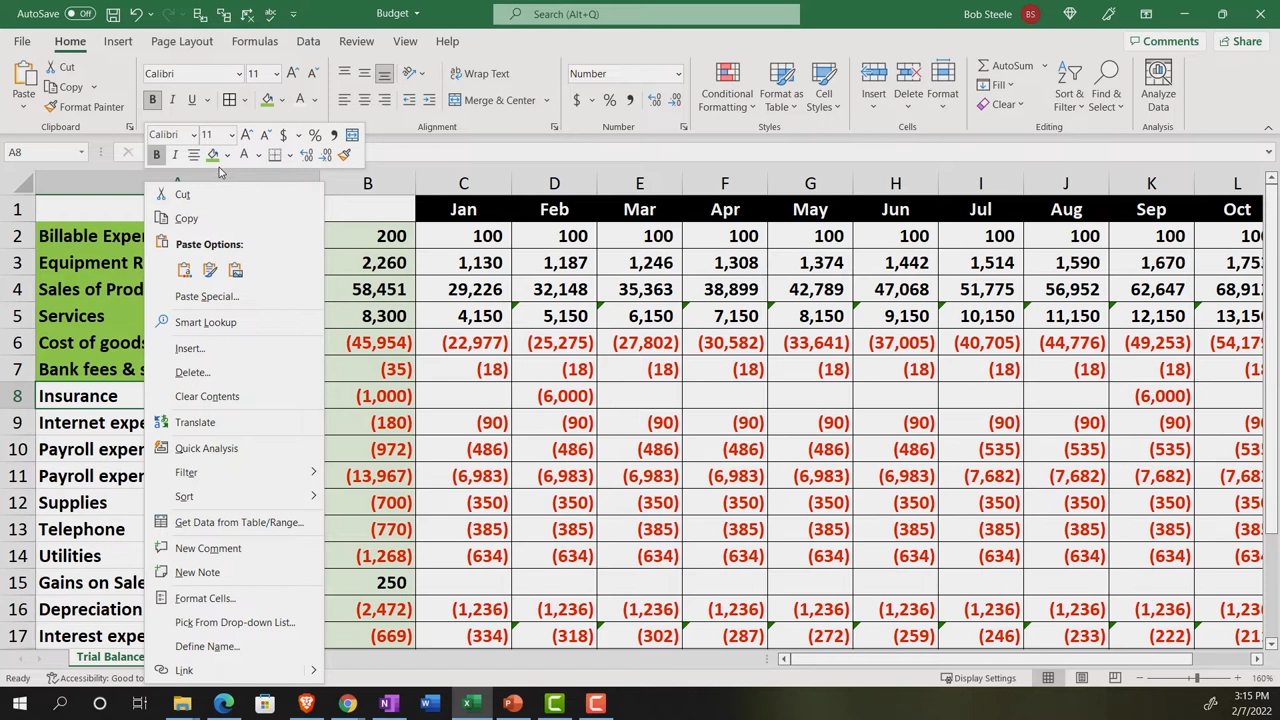 AutoSave Off Budget Search (Alt+Q) Bob Steele BS
File Home Insert Page Layout Formulas Data Review View Help Comments Share
Paste Cut Copy Format Painter Calibri 11 B I U Wrap Text Merge & Center Number $ % Conditional Formatting Format as Table Cell Styles Insert Delete Format AutoSum Fill Clear Sort & Filter Find & Select Analyze Data
Clipboard Alignment Number Styles Cells Editing Analysis
Calibri 11 $ %
B I A
A8
B C D E F G H I J K L
1 Jan Feb Mar Apr May Jun Jul Aug Sep Oct
2 Billable Expe 200 100 100 100 100 100 100 100 100 100 10
3 Equipment R 2,260 1,130 1,187 1,246 1,308 1,374 1,442 1,514 1,590 1,670 1,75
4 Sales of Prod 58,451 29,226 32,148 35,363 38,899 42,789 47,068 51,775 56,952 62,647 68,91
5 Services 8,300 4,150 5,150 6,150 7,150 8,150 9,150 10,150 11,150 12,150 13,15
6 Cost of goods (45,954) (22,977) (25,275) (27,802) (30,582) (33,641) (37,005) (40,705) (44,776) (49,253) (54,17
7 Bank fees & s (35) (18) (18) (18) (18) (18) (18) (18) (18) (18) (1
8 Insurance (1,000) (6,000) (6,000)
9 Internet expe (180) (90) (90) (90) (90) (90) (90) (90) (90) (90) (9
10 Payroll exper (972) (486) (486) (486) (486) (486) (486) (535) (535) (535) (53
11 Payroll exper (13,967) (6,983) (6,983) (6,983) (6,983) (6,983) (6,983) (7,682) (7,682) (7,682) (7,68
12 Supplies (700) (350) (350) (350) (350) (350) (350) (350) (350) (350) (35
13 Telephone (770) (385) (385) (385) (385) (385) (385) (385) (385) (385) (38
14 Utilities (1,268) (634) (634) (634) (634) (634) (634) (634) (634) (634) (63
15 Gains on Sale 250
16 Depreciation (2,472) (1,236) (1,236) (1,236) (1,236) (1,236) (1,236) (1,236) (1,236) (1,236) (1,23
17 Interest expe (669) (334) (318) (302) (287) (272) (259) (246) (233) (222) (21
Cut
Copy
Paste Options:
Paste Special...
Smart Lookup
Insert...
Delete...
Clear Contents
Translate
Quick Analysis
Filter
Sort
Get Data from Table/Range...
New Comment
New Note
Format Cells...
Pick From Drop-down List...
Define Name...
Link
Trial Balance
Ready Accessibility: Good to Display Settings 160%
3:15 PM
2/7/2022